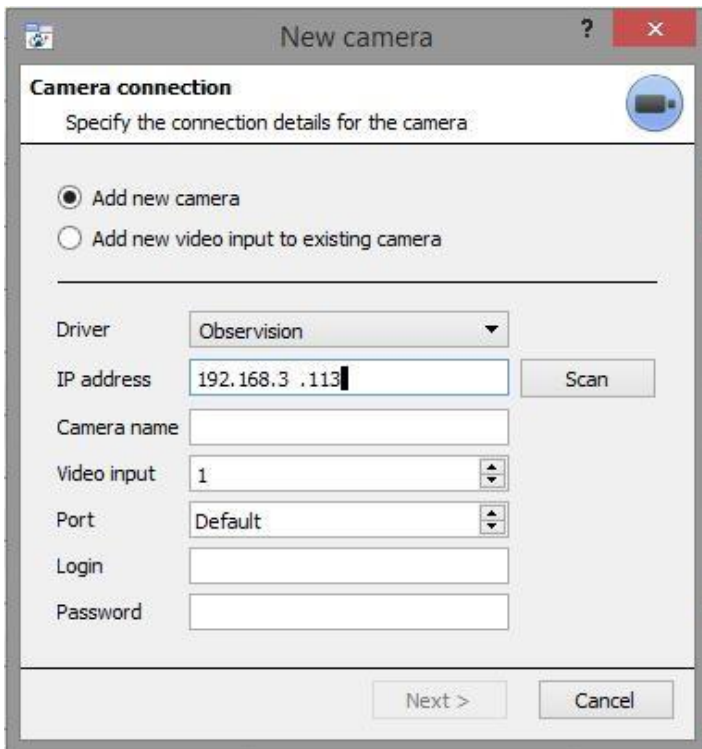 New camera ?
Camera connection
Specify the connection details for the camera
Add new camera
Add new video input to existing camera
Driver Observision
IP address 192.168.3 .113 Scan
Camera name
Video input 1
Port Default
Login
Password
Next > Cancel